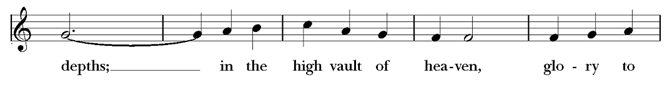 depths; in the high vault of hea-ven, glo - ry to